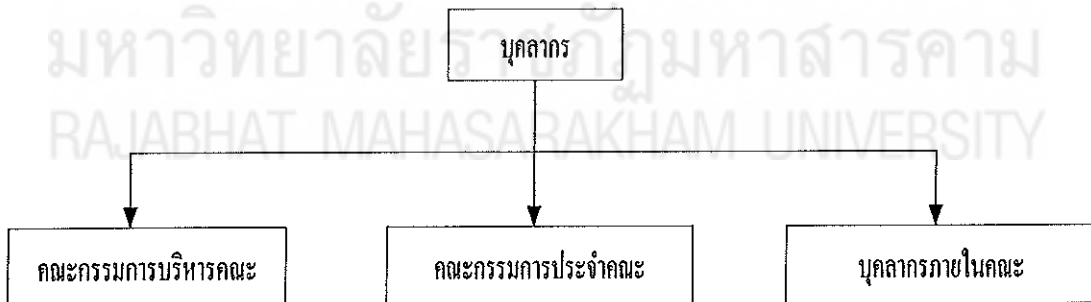 มหาวิทยาลัยราชภัฏมหาสารคาม
RAJABHAT MAHASARAKHAM UNIVERSITY
บุคลากร
คณะกรรมการบริหารคณะ
คณะกรรมการประจำคณะ
บุคลากรภายในคณะ